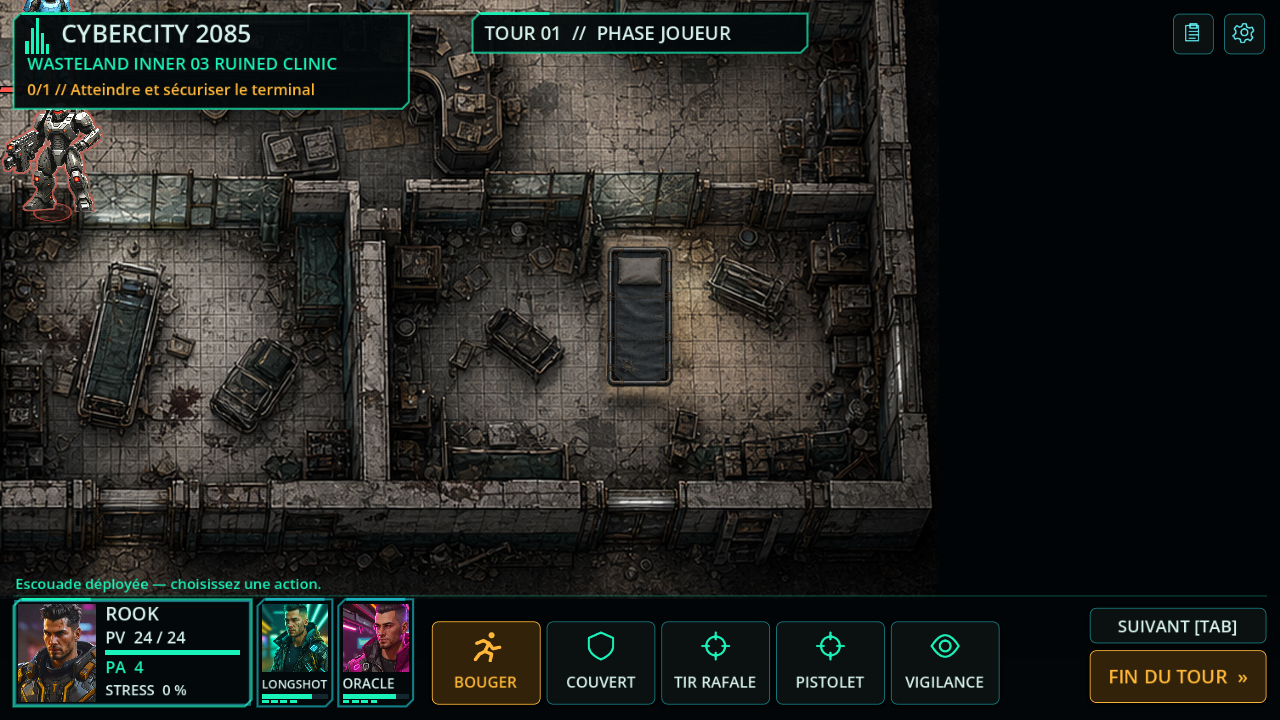 CYBERCITY 2085
WASTELAND INNER 03 RUINED CLINIC
0/1 // Atteindre et sécuriser le terminal
TOUR 01 // PHASE JOUEUR
Escouade déployée — choisissez une action.
ROOK
PV 24 / 24
PA 4
STRESS 0 %
LONGSHOT
ORACLE
BOUGER
COUVERT
TIR RAFALE
PISTOLET
VIGILANCE
SUIVANT [TAB]
FIN DU TOUR »